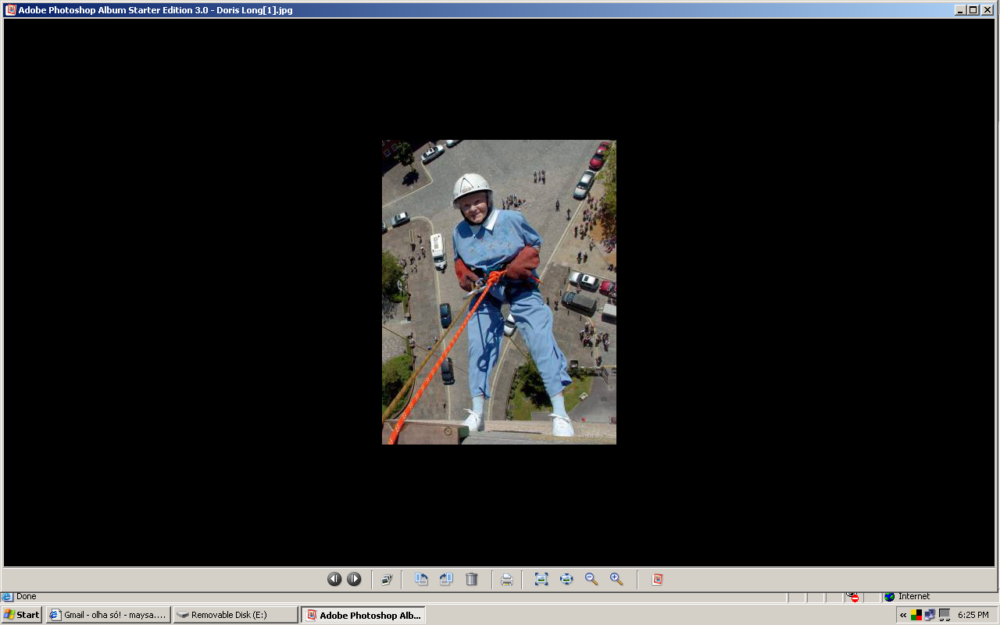 Adobe Photoshop Album Starter Edition 3.0 - Doris Long[1].jpg
Done
Internet
Start
Gmail - olha só! - maysa....
Removable Disk (E:)
Adobe Photoshop Alb...
6:25 PM